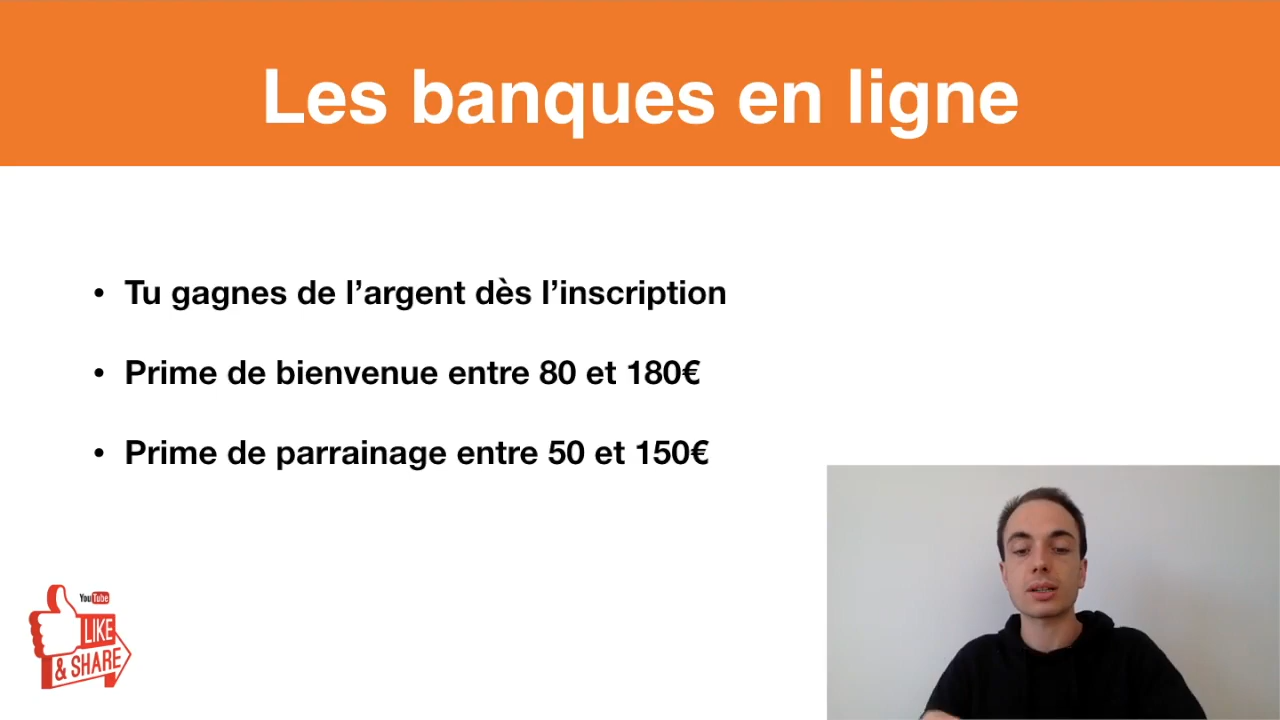 Les banques en ligne
• Tu gagnes de l’argent dès l’inscription
• Prime de bienvenue entre 80 et 180€
• Prime de parrainage entre 50 et 150€
YouTube
LIKE
& SHARE